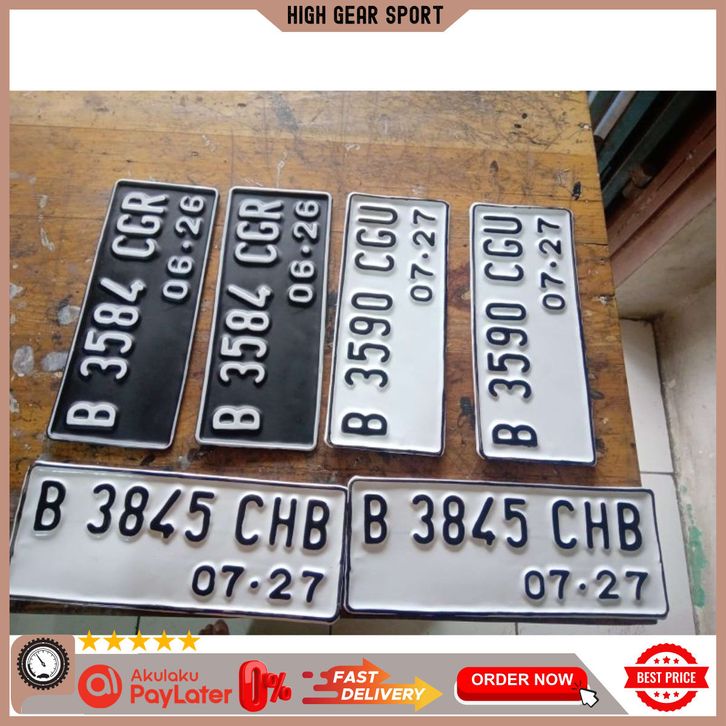 HIGH GEAR SPORT
B 3584 CGR
06·26
B 3584 CGR
06·26
B 3590 CGU
07·27
B 3590 CGU
07·27
B 3845 CHB
07·27
B 3845 CHB
07·27
Akulaku
PayLater
0%
FAST
DELIVERY
ORDER NOW
BEST PRICE